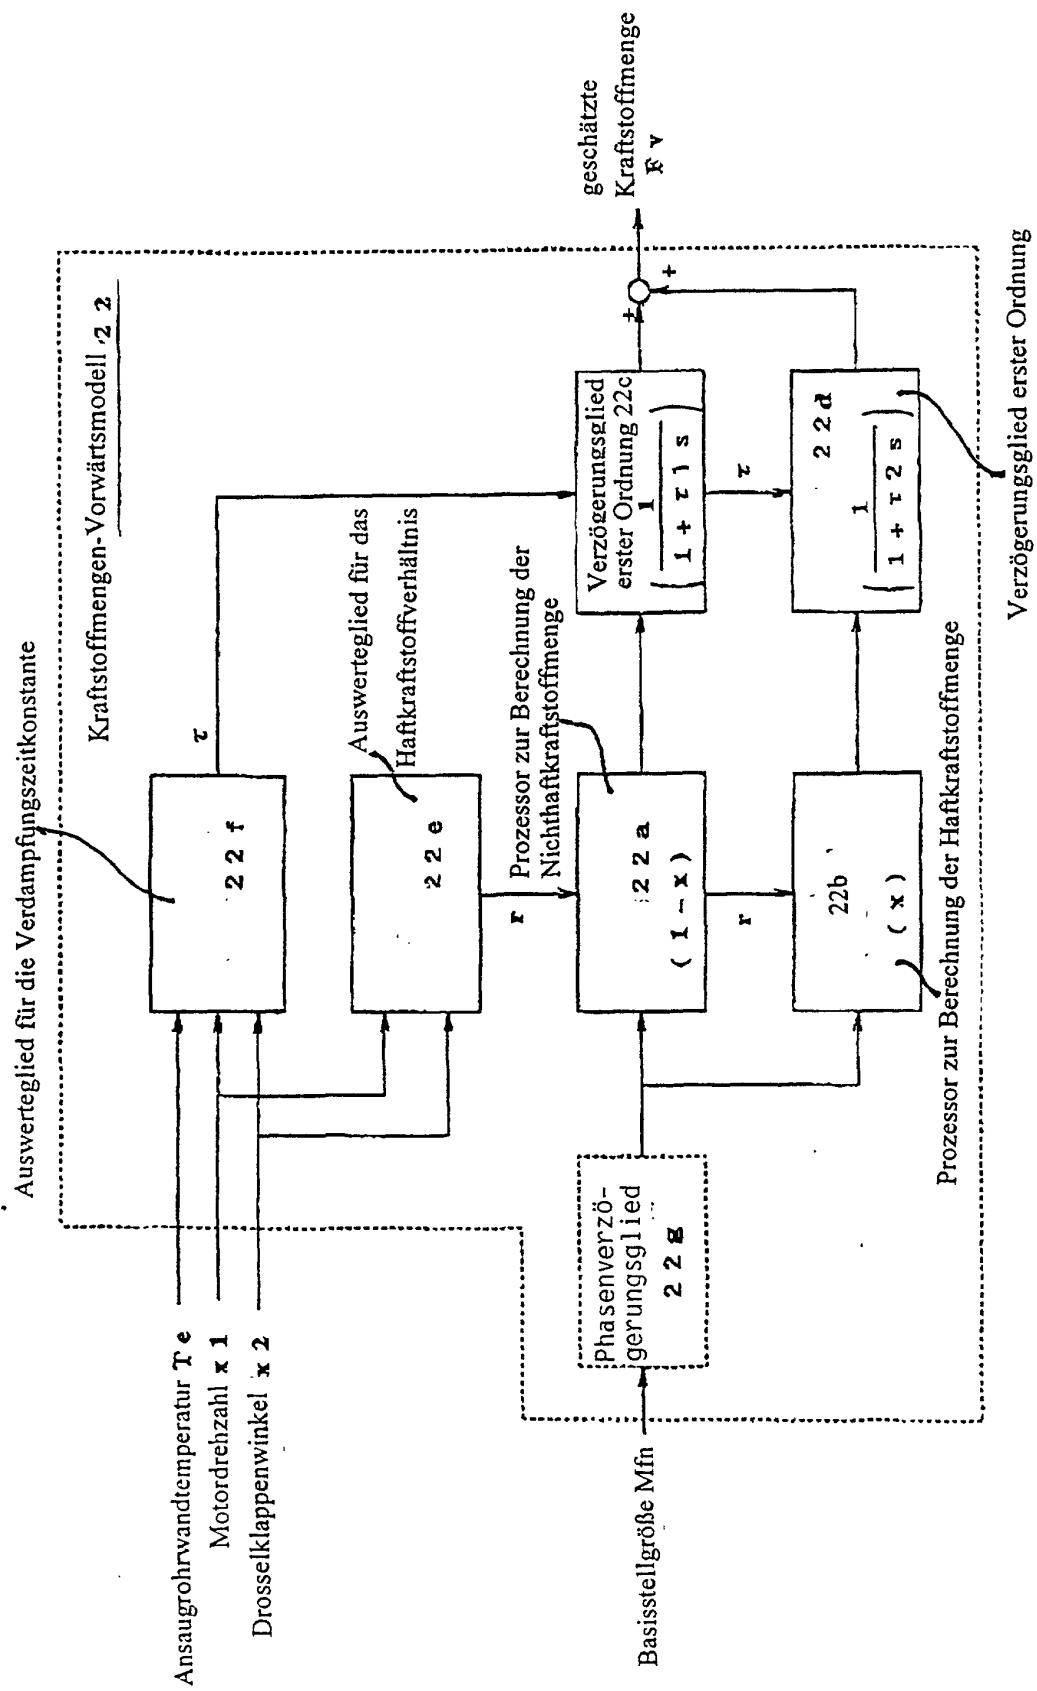 Auswerteglied für die Verdampfungszeitkonstante
Kraftstoffmengen-Vorwärtsmodell 22
Ansaugrohrwandtemperatur Te
Motordrehzahl x1
Drosselklappenwinkel x2
22f
τ
22e
Auswerteglied für das
Haftkraftstoffverhältnis
r
Prozessor zur Berechnung der
Nichthaftkraftstoffmenge
Basisstellgröße Mfn
Phasenverzö-
gerungsglied
22g
22a
(1-x)
Verzögerungsglied
erster Ordnung 22c
(1/(1+τ1s))
+
+
geschätzte
Kraftstoffmenge
Fv
r
τ
22b
(x)
22d
(1/(1+τ2s))
Prozessor zur Berechnung der Haftkraftstoffmenge
Verzögerungsglied erster Ordnung